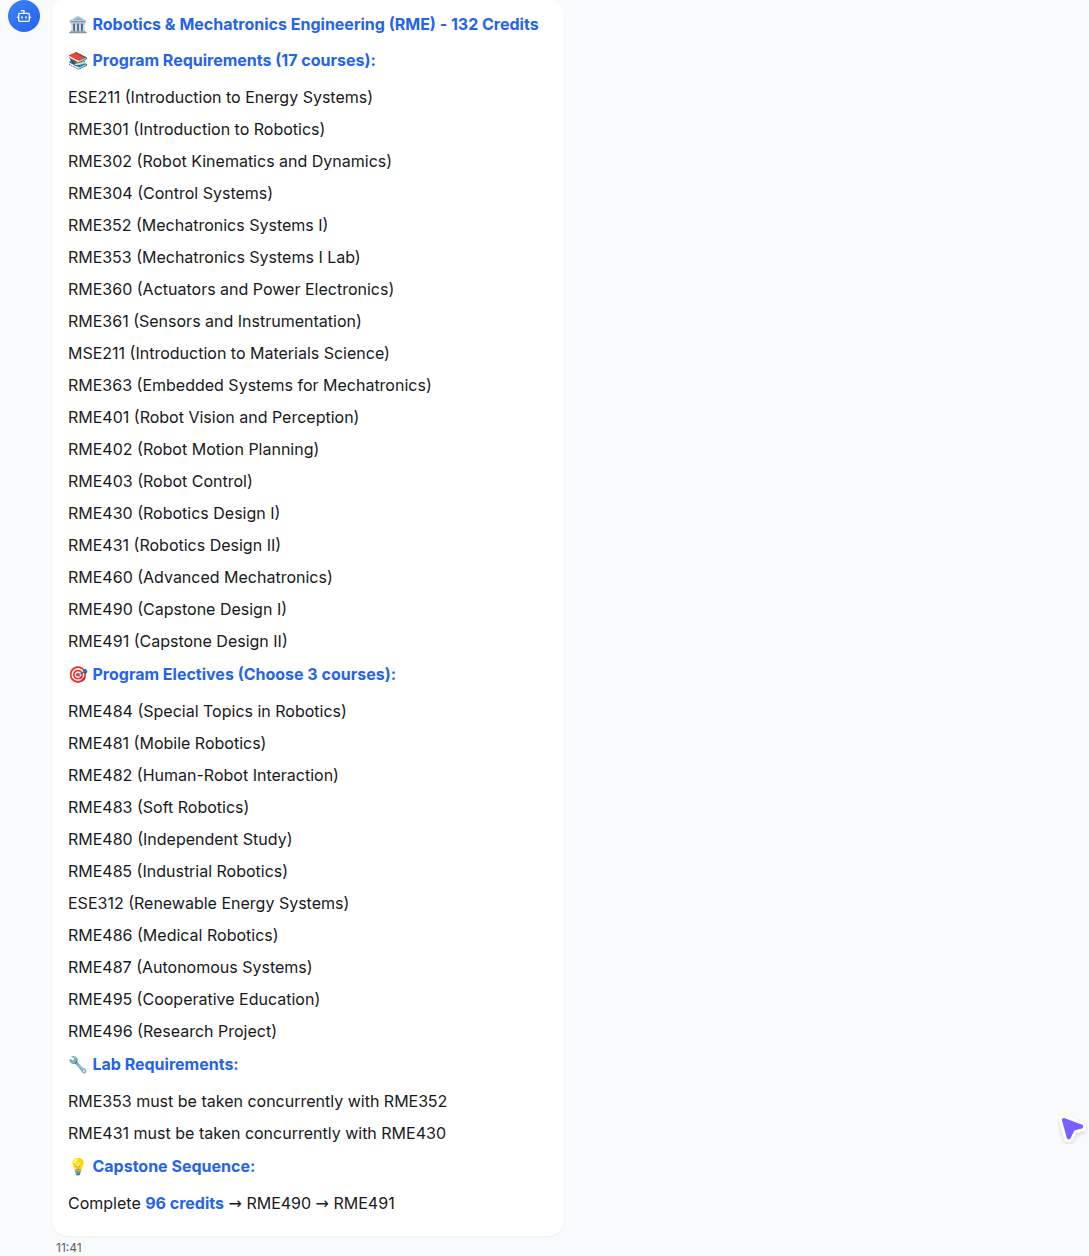 🏛️ Robotics & Mechatronics Engineering (RME) - 132 Credits
📚 Program Requirements (17 courses):
ESE211 (Introduction to Energy Systems)
RME301 (Introduction to Robotics)
RME302 (Robot Kinematics and Dynamics)
RME304 (Control Systems)
RME352 (Mechatronics Systems I)
RME353 (Mechatronics Systems I Lab)
RME360 (Actuators and Power Electronics)
RME361 (Sensors and Instrumentation)
MSE211 (Introduction to Materials Science)
RME363 (Embedded Systems for Mechatronics)
RME401 (Robot Vision and Perception)
RME402 (Robot Motion Planning)
RME403 (Robot Control)
RME430 (Robotics Design I)
RME431 (Robotics Design II)
RME460 (Advanced Mechatronics)
RME490 (Capstone Design I)
RME491 (Capstone Design II)
🎯 Program Electives (Choose 3 courses):
RME484 (Special Topics in Robotics)
RME481 (Mobile Robotics)
RME482 (Human-Robot Interaction)
RME483 (Soft Robotics)
RME480 (Independent Study)
RME485 (Industrial Robotics)
ESE312 (Renewable Energy Systems)
RME486 (Medical Robotics)
RME487 (Autonomous Systems)
RME495 (Cooperative Education)
RME496 (Research Project)
🔧 Lab Requirements:
RME353 must be taken concurrently with RME352
RME431 must be taken concurrently with RME430
💡 Capstone Sequence:
Complete 96 credits → RME490 → RME491
11:41